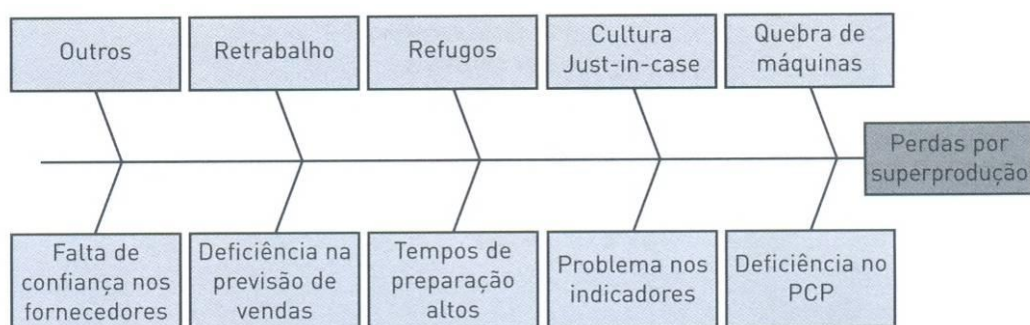 Outros
Retrabalho
Refugos
Cultura
Just-in-case
Quebra de
máquinas
Perdas por
superprodução
Falta de
confiança nos
fornecedores
Deficiência na
previsão de
vendas
Tempos de
preparação
altos
Problema nos
indicadores
Deficiência no
PCP